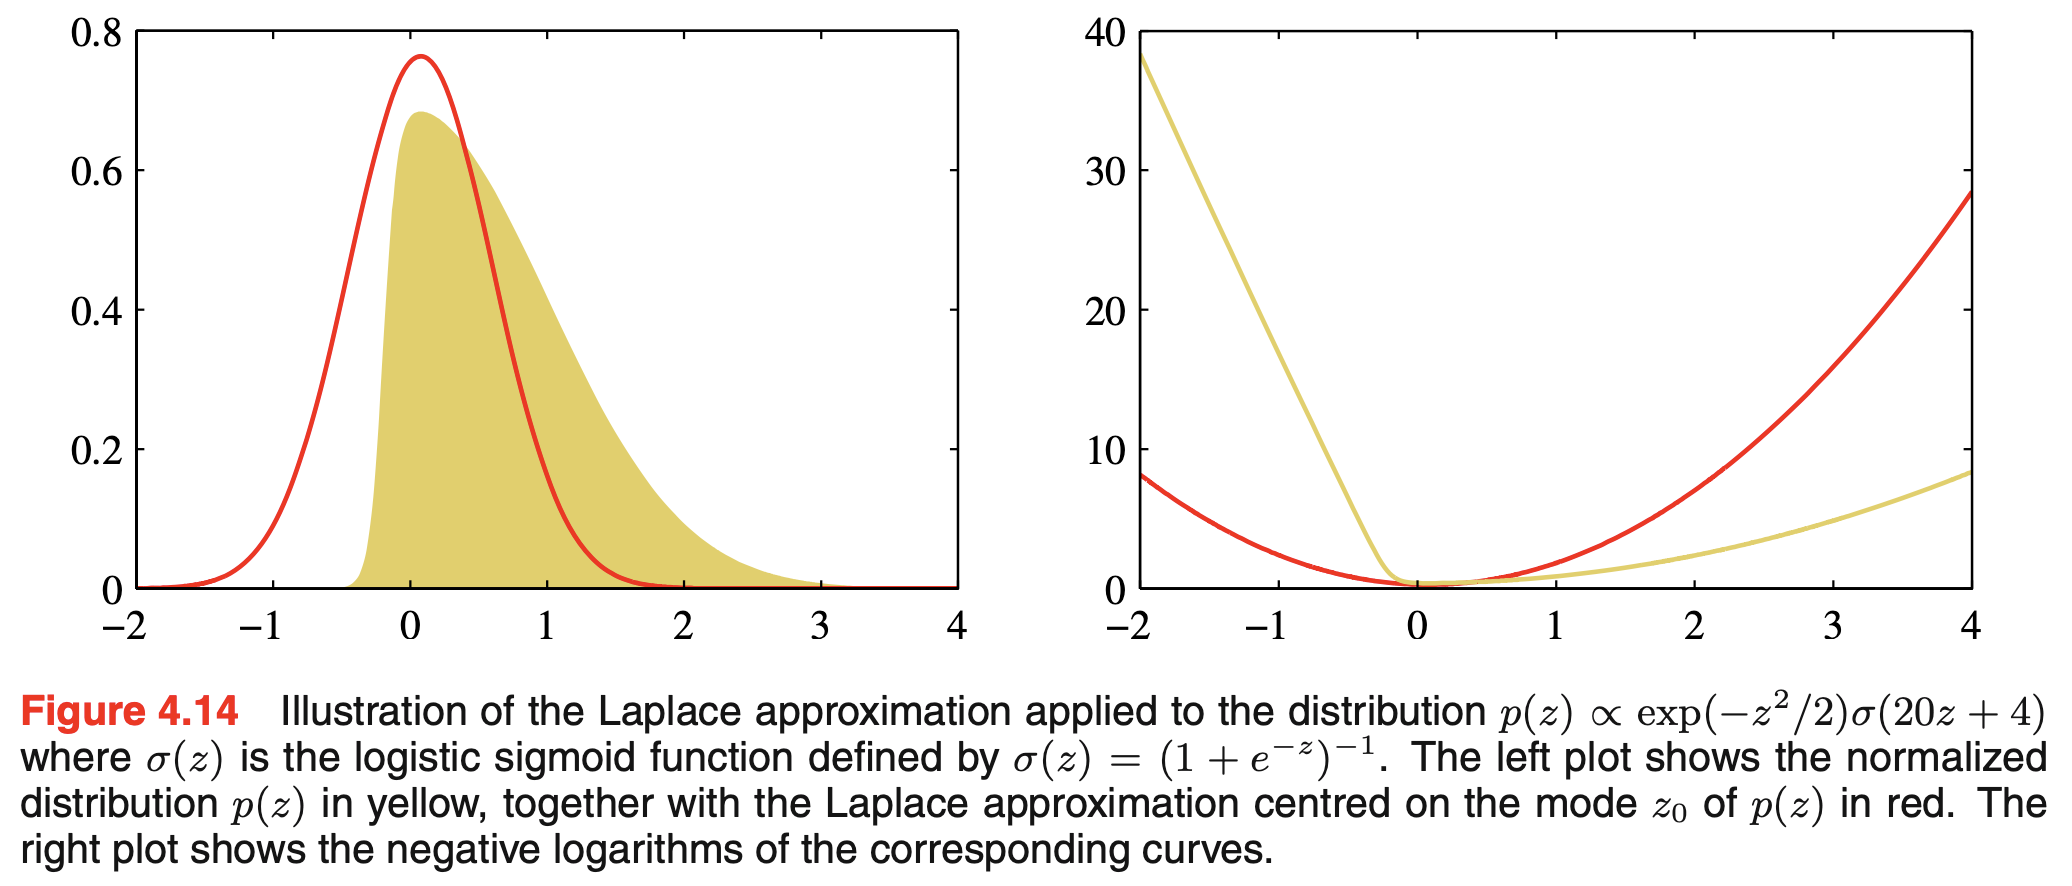 0.8
0.6
0.4
0.2
0
−2 −1 0 1 2 3 4
40
30
20
10
0
−2 −1 0 1 2 3 4
Figure 4.14 Illustration of the Laplace approximation applied to the distribution p(z) ∝ exp(−z²/2)σ(20z + 4)
where σ(z) is the logistic sigmoid function defined by σ(z) = (1 + e⁻ᶻ)⁻¹. The left plot shows the normalized
distribution p(z) in yellow, together with the Laplace approximation centred on the mode z₀ of p(z) in red. The
right plot shows the negative logarithms of the corresponding curves.